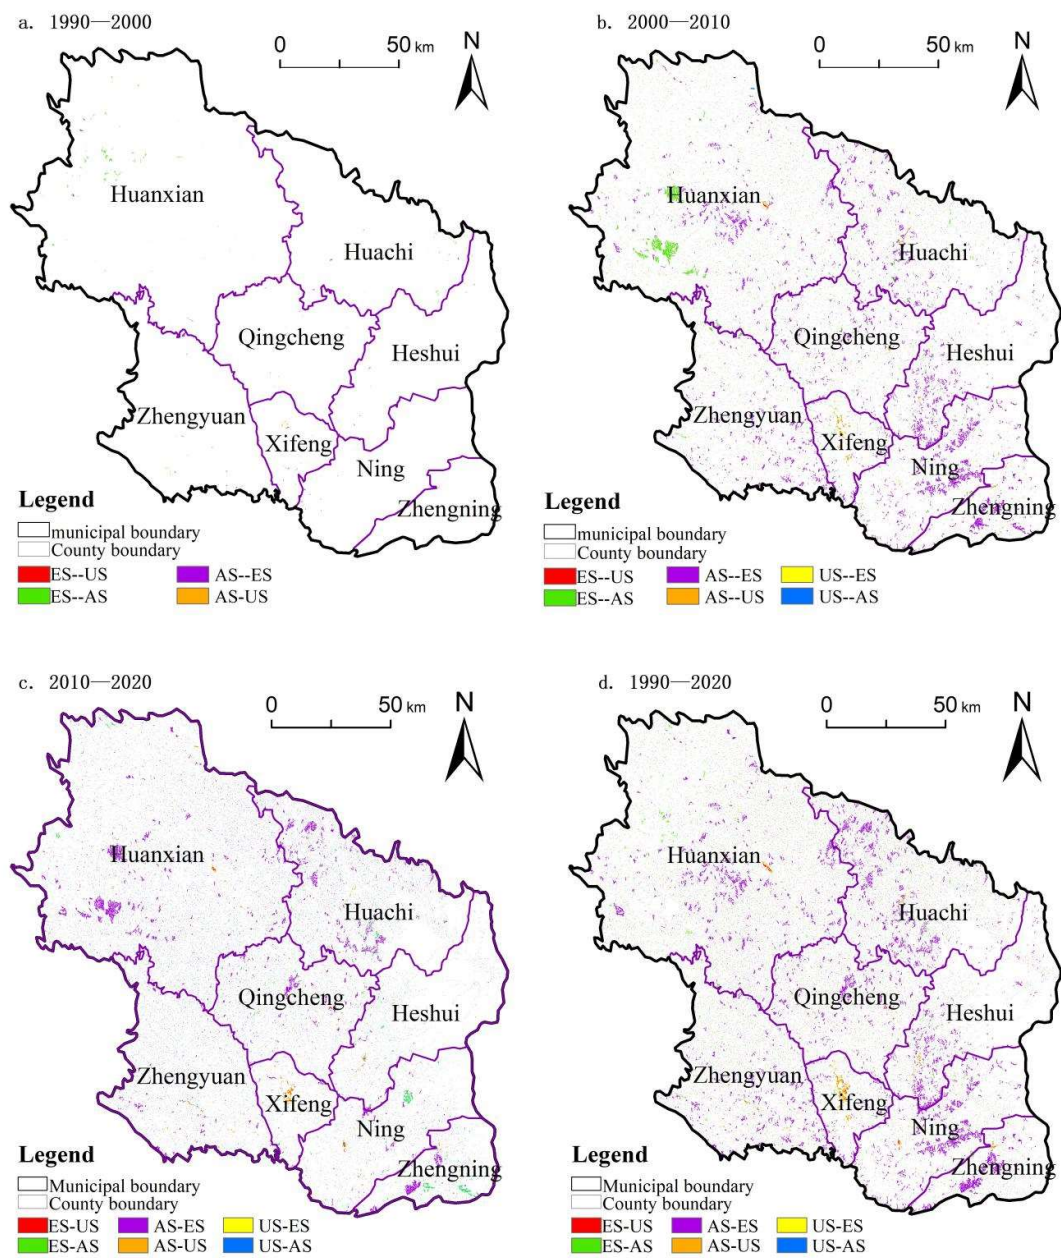 a. 1990—2000
0 50 km
N
Huanxian
Huachi
Qingcheng
Heshui
Zhengyuan
Xifeng
Ning
Zhengning
Legend
municipal boundary
County boundary
ES--US AS--ES
ES--AS AS-US
b. 2000—2010
0 50 km
N
Huanxian
Huachi
Qingcheng
Heshui
Zhengyuan
Xifeng
Ning
Zhengning
Legend
municipal boundary
County boundary
ES--US AS--ES US--ES
ES--AS AS--US US--AS
c. 2010—2020
0 50 km
N
Huanxian
Huachi
Qingcheng
Heshui
Zhengyuan
Xifeng
Ning
Zhengning
Legend
Municipal boundary
County boundary
ES-US AS-ES US-ES
ES-AS AS-US US-AS
d. 1990—2020
0 50 km
N
Huanxian
Huachi
Qingcheng
Heshui
Zhengyuan
Xifeng
Ning
Zhengning
Legend
Municipal boundary
County boundary
ES-US AS-ES US-ES
ES-AS AS-US US-AS